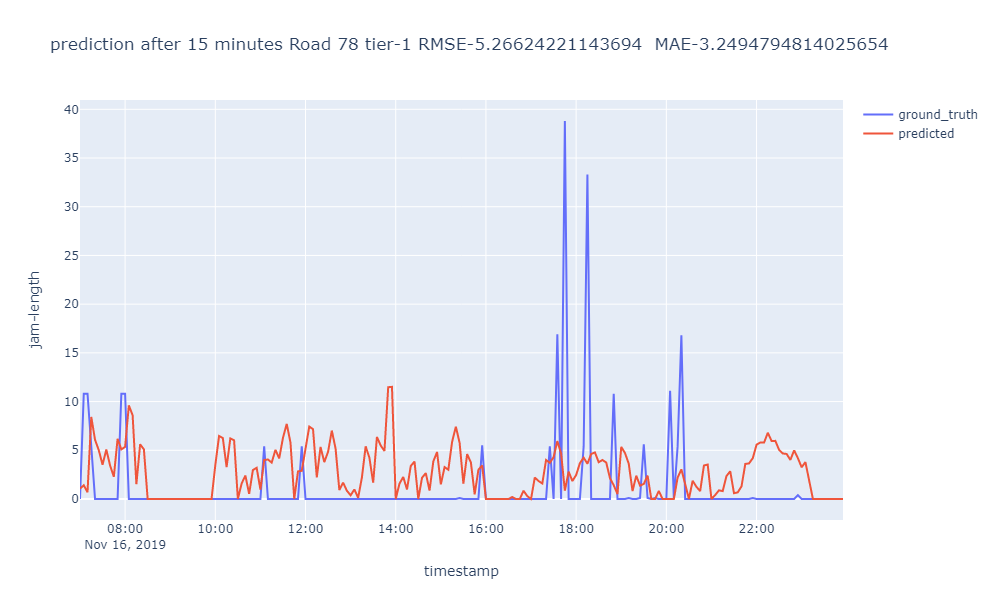 prediction after 15 minutes Road 78 tier-1 RMSE-5.26624221143694  MAE-3.2494794814025654
ground_truth
predicted
40
35
30
25
20
15
10
5
0
jam-length
08:00 10:00 12:00 14:00 16:00 18:00 20:00 22:00
Nov 16, 2019
timestamp